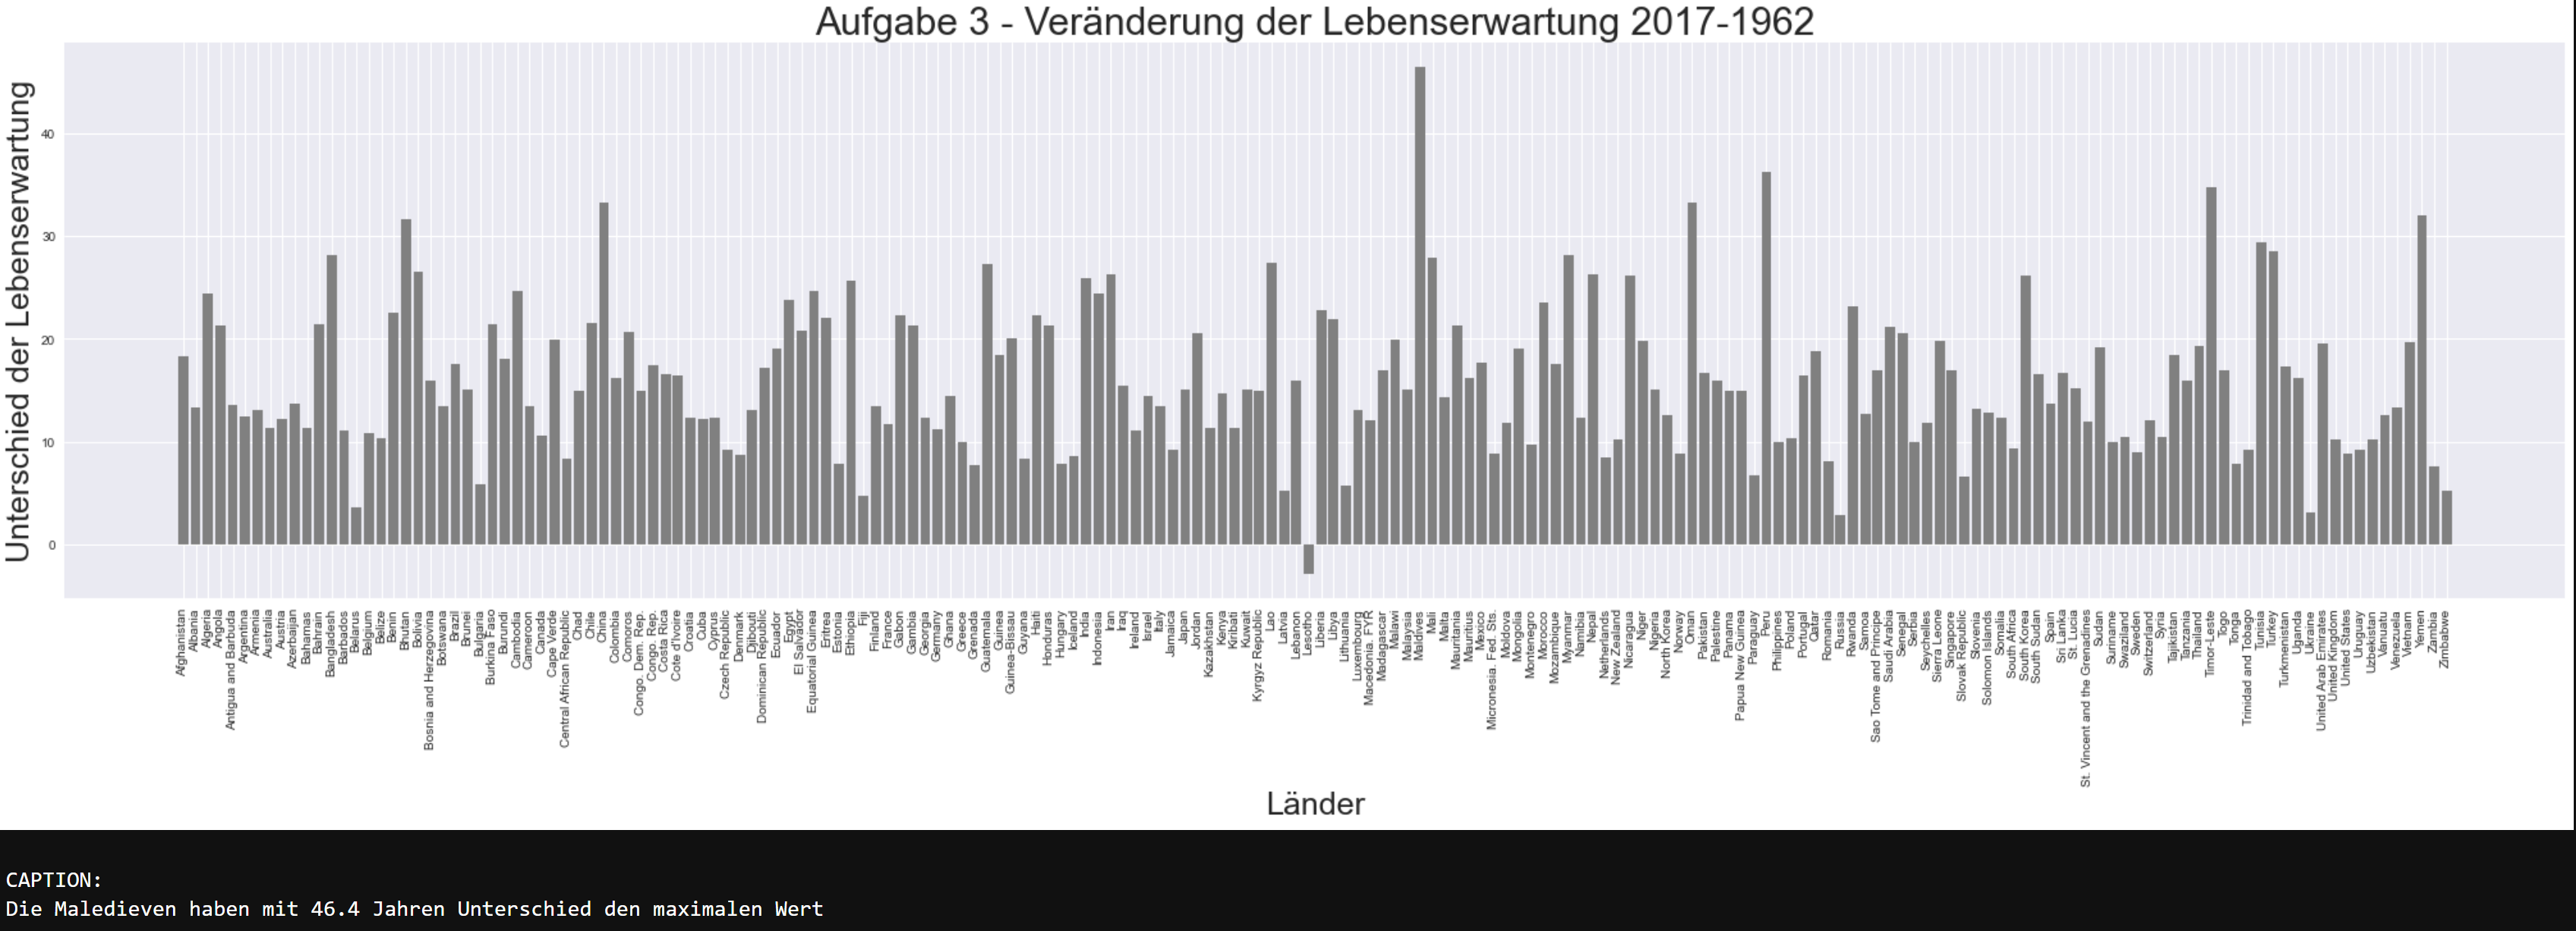 Aufgabe 3 - Veränderung der Lebenserwartung 2017-1962
Unterschied der Lebenserwartung
40
30
20
10
0
Afghanistan
Albania
Algeria
Angola
Antigua and Barbuda
Argentina
Armenia
Australia
Austria
Azerbaijan
Bahamas
Bahrain
Bangladesh
Barbados
Belarus
Belgium
Belize
Benin
Bhutan
Bolivia
Bosnia and Herzegovina
Botswana
Brazil
Brunei
Bulgaria
Burkina Faso
Burundi
Cambodia
Cameroon
Canada
Cape Verde
Central African Republic
Chad
Chile
China
Colombia
Comoros
Congo. Dem. Rep.
Congo. Rep.
Costa Rica
Cote d'Ivoire
Croatia
Cuba
Cyprus
Czech Republic
Denmark
Djibouti
Dominican Republic
Ecuador
Egypt
El Salvador
Equatorial Guinea
Eritrea
Estonia
Ethiopia
Fiji
Finland
France
Gabon
Gambia
Georgia
Germany
Ghana
Greece
Grenada
Guatemala
Guinea
Guinea-Bissau
Guyana
Haiti
Honduras
Hungary
Iceland
India
Indonesia
Iran
Iraq
Ireland
Israel
Italy
Jamaica
Japan
Jordan
Kazakhstan
Kenya
Kiribati
Kuwait
Kyrgyz Republic
Lao
Latvia
Lebanon
Lesotho
Liberia
Libya
Lithuania
Luxembourg
Macedonia. FYR
Madagascar
Malawi
Malaysia
Maldives
Mali
Malta
Mauritania
Mauritius
Mexico
Micronesia. Fed. Sts.
Moldova
Mongolia
Montenegro
Morocco
Mozambique
Myanmar
Namibia
Nepal
Netherlands
New Zealand
Nicaragua
Niger
Nigeria
North Korea
Norway
Oman
Pakistan
Palestine
Panama
Papua New Guinea
Paraguay
Peru
Philippines
Poland
Portugal
Qatar
Romania
Russia
Rwanda
Samoa
Sao Tome and Principe
Saudi Arabia
Senegal
Serbia
Seychelles
Sierra Leone
Singapore
Slovak Republic
Slovenia
Solomon Islands
Somalia
South Africa
South Korea
South Sudan
Spain
Sri Lanka
St. Lucia
St. Vincent and the Grenadines
Sudan
Suriname
Swaziland
Sweden
Switzerland
Syria
Tajikistan
Tanzania
Thailand
Timor-Leste
Togo
Tonga
Trinidad and Tobago
Tunisia
Turkey
Turkmenistan
Uganda
Ukraine
United Arab Emirates
United Kingdom
United States
Uruguay
Uzbekistan
Vanuatu
Venezuela
Vietnam
Yemen
Zambia
Zimbabwe
Länder
CAPTION:
Die Maledieven haben mit 46.4 Jahren Unterschied den maximalen Wert